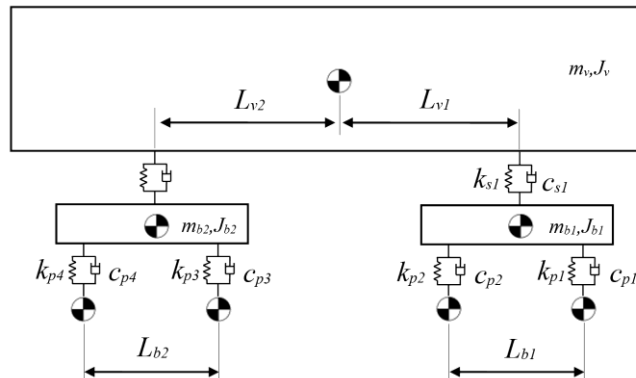 m_v,J_v
L_v2 L_v1
k_s1 c_s1
m_b2,J_b2 m_b1,J_b1
k_p4 c_p4 k_p3 c_p3 k_p2 c_p2 k_p1 c_p1
L_b2 L_b1